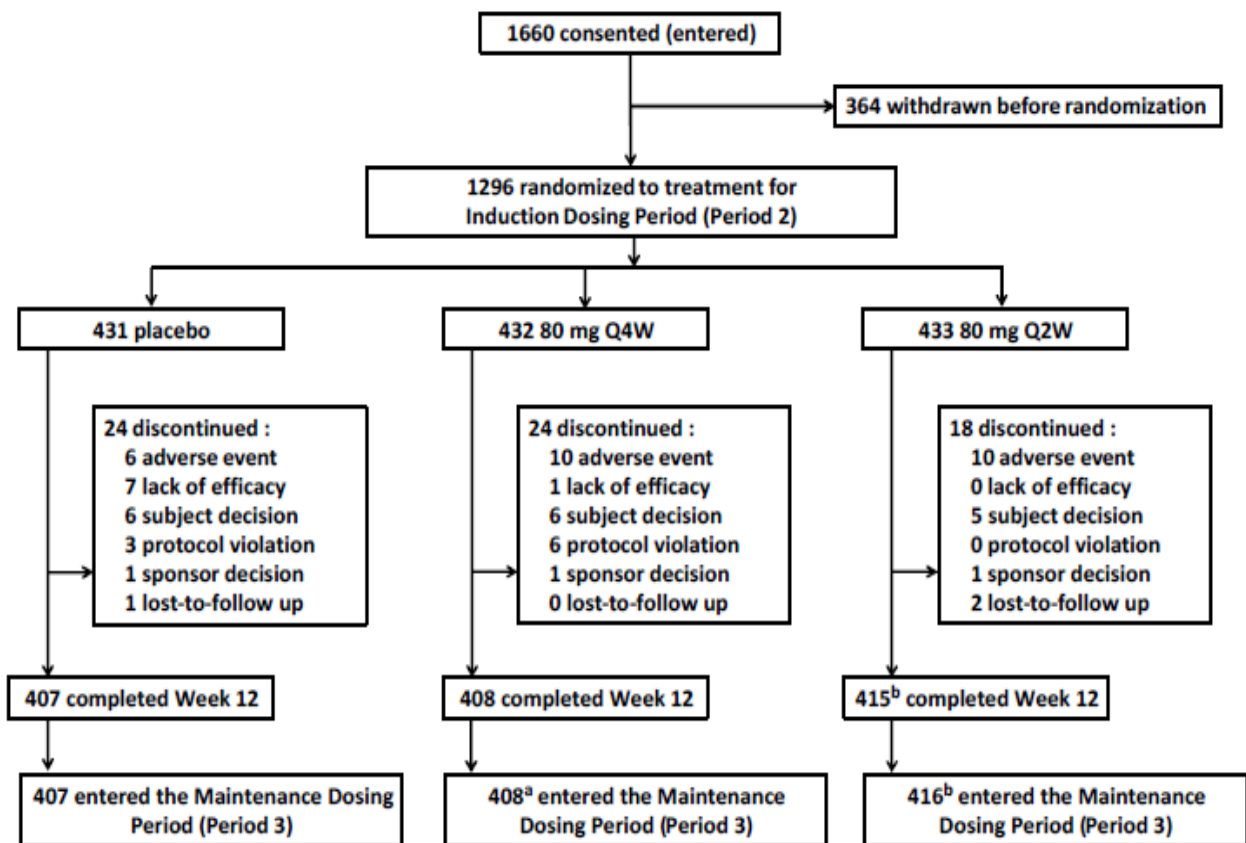 1660 consented (entered)
364 withdrawn before randomization
1296 randomized to treatment for
Induction Dosing Period (Period 2)
431 placebo
432 80 mg Q4W
433 80 mg Q2W
24 discontinued :
6 adverse event
7 lack of efficacy
6 subject decision
3 protocol violation
1 sponsor decision
1 lost-to-follow up
24 discontinued :
10 adverse event
1 lack of efficacy
6 subject decision
6 protocol violation
1 sponsor decision
0 lost-to-follow up
18 discontinued :
10 adverse event
0 lack of efficacy
5 subject decision
0 protocol violation
1 sponsor decision
2 lost-to-follow up
407 completed Week 12
408 completed Week 12
415ᵇ completed Week 12
407 entered the Maintenance Dosing
Period (Period 3)
408ᵃ entered the Maintenance
Dosing Period (Period 3)
416ᵇ entered the Maintenance
Dosing Period (Period 3)